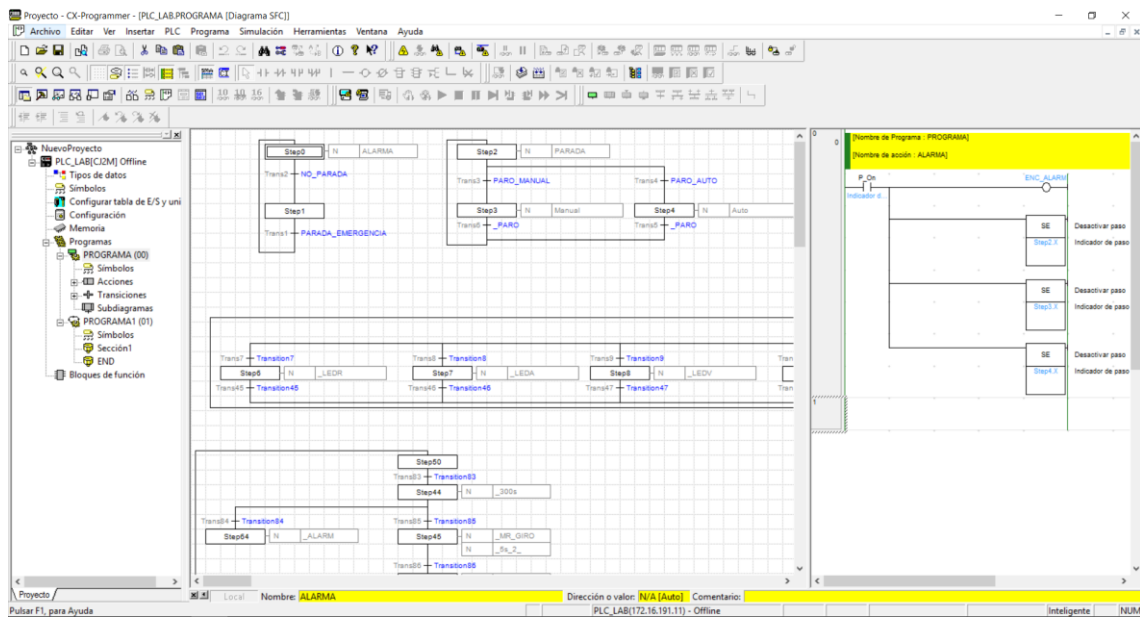 Proyecto - CX-Programmer - [PLC_LAB.PROGRAMA [Diagrama SFC]]
Archivo Editar Ver Insertar PLC Programa Simulación Herramientas Ventana Ayuda
NuevoProyecto
PLC_LAB[CJ2M] Offline
Tipos de datos
Símbolos
Configurar tabla de E/S y uni
Configuración
Memoria
Programas
PROGRAMA (00)
Símbolos
Acciones
Transiciones
Subdiagramas
PROGRAMA1 (01)
Símbolos
Sección1
END
Bloques de función
Proyecto
Step0 N ALARMA
Trans2 NO_PARADA
Step1
Trans1 PARADA_EMERGENCIA
Step2 N PARADA
Trans3 PARO_MANUAL Trans4 PARO_AUTO
Step3 N Manual Step4 N Auto
_PARO _PARO
Trans7 Transition7 Trans8 Transition8 Trans9 Transition9 Tran
Step6 N _LEDR Step7 N _LEDA Step8 N _LEDV
Trans45 Transition45 Trans46 Transition46 Trans47 Transition47
Step50
Trans83 Transition83
Step44 N _300s
Trans84 Transition84 Trans85 Transition85
Step64 N _ALARM Step45 N _MR_GIRO
N _5s_2_
Trans86 Transition86
0
0
[Nombre de Programa : PROGRAMA]
[Nombre de acción : ALARMA]
P_On ENC_ALARM
Indicador d...
SE Desactivar paso
Step2.X Indicador de paso
SE Desactivar paso
Step3.X Indicador de paso
SE Desactivar paso
Step4.X Indicador de paso
1
Local Nombre: ALARMA Dirección o valor: N/A [Auto] Comentario:
Pulsar F1, para Ayuda PLC_LAB(172.16.191.11) - Offline Inteligente NUM